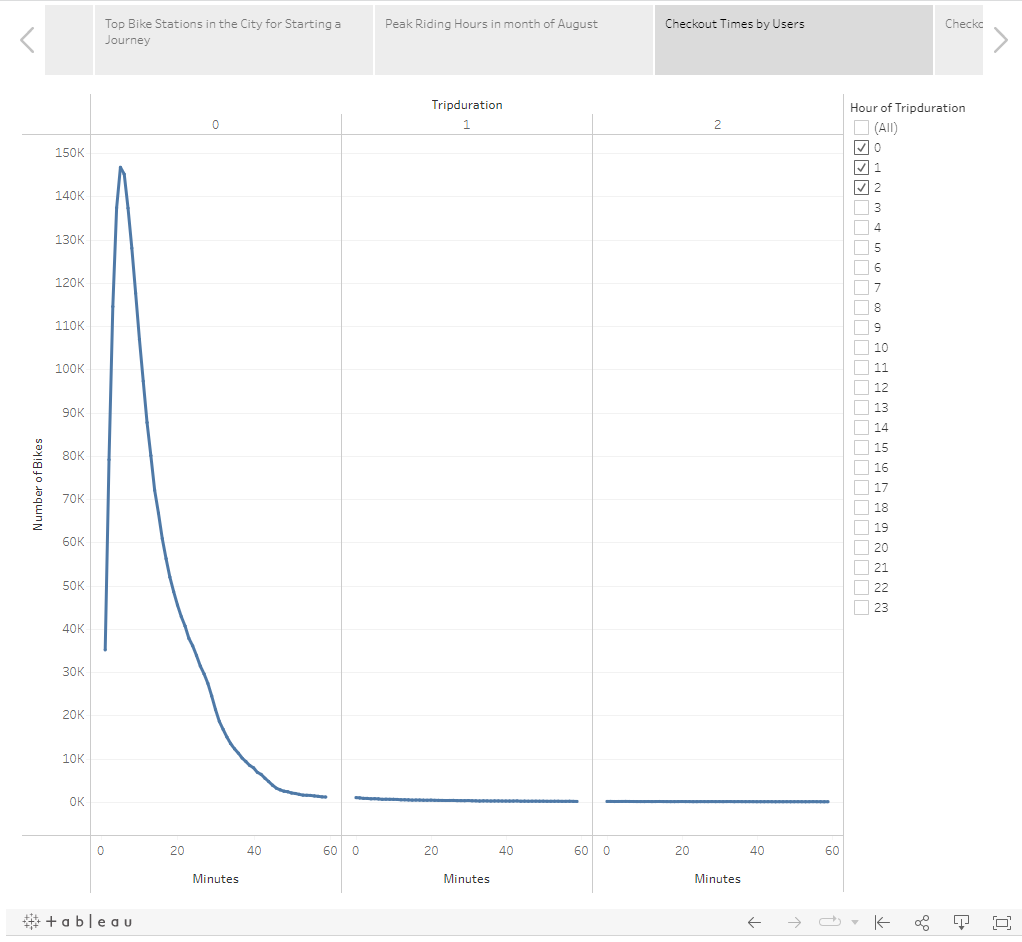 Top Bike Stations in the City for Starting a
Journey
Peak Riding Hours in month of August
Checkout Times by Users
Checko
Tripduration
0 1 2
Hour of Tripduration
(All)
0
1
2
3
4
5
6
7
8
9
10
11
12
13
14
15
16
17
18
19
20
21
22
23
Number of Bikes
150K
140K
130K
120K
110K
100K
90K
80K
70K
60K
50K
40K
30K
20K
10K
0K
0 20 40 60 0 20 40 60 0 20 40 60
Minutes Minutes Minutes
+ableau